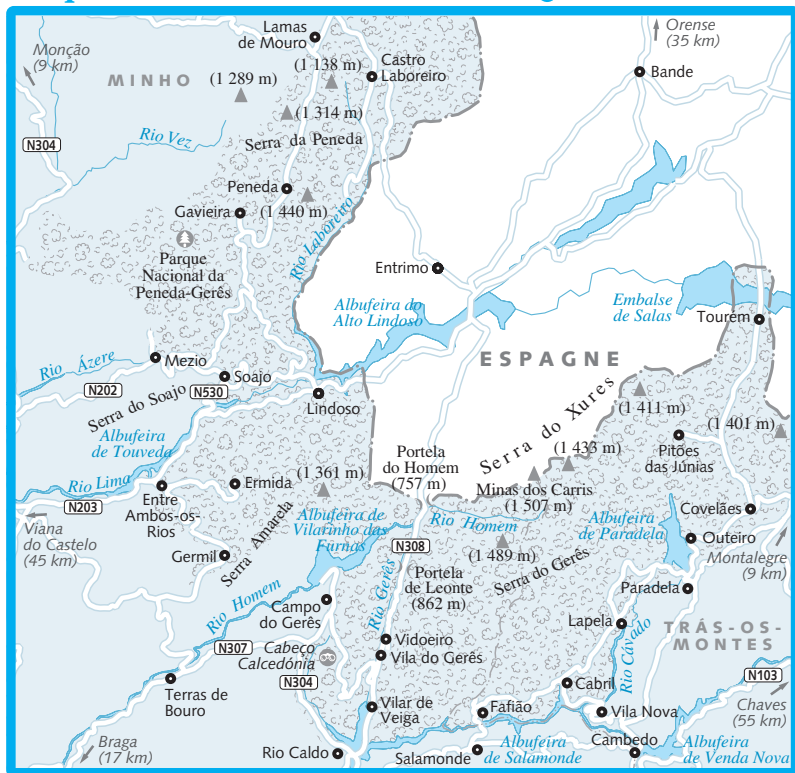 Orense
(35 km)
Lamas
de Mouro
Monção
(9 km)
Castro
Laboreiro
(1 138 m)
Bande
MINHO
(1 289 m)
(1 314 m)
Rio Vez
Serra da Peneda
N304
Peneda
(1 440 m)
Gavieira
Rio Laboreiro
Parque
Nacional da
Peneda-Gerês
Entrimo
Albufeira do
Alto Lindoso
Embalse
de Salas
Tourem
ESPAGNE
Rio Ázere
Mezio
Soajo
N202
N530
Serra do Soajo
Lindoso
Serra do Xures
(1 411 m)
(1 401 m)
Albufeira
de Touveda
Portela
do Homem
(757 m)
(1 433 m)
Pitões
das Júnias
Rio Lima
(1 361 m)
Ermida
Minas dos Carris
(1 507 m)
N203
Entre
Ambos-os-
Rios
Viana
do Castelo
(45 km)
Albufeira de
Vilarinho das
Furnas
Rio Homem
Albufeira
de Paradela
Covelães
Outeiro
Serra Amarela
Germil
N308
(1 489 m)
Montalegre
(9 km)
Portela
de Leonte
(862 m)
Serra do Gerês
Rio Gerês
Paradela
Rio Homem
Campo
do Gerês
Lapela
TRÁS-OS-
MONTES
Rio Cávado
Vidoeiro
N307
Cabeço
Calcedónia
Vila do Gerês
N304
Terras de
Bouro
Cabril
N103
Vilar de
Veiga
Fafião
Vila Nova
Chaves
(55 km)
Braga
(17 km)
Rio Caldo
Salamonde
Albufeira
de Salamonde
Cambedo
Albufeira
de Venda Nova